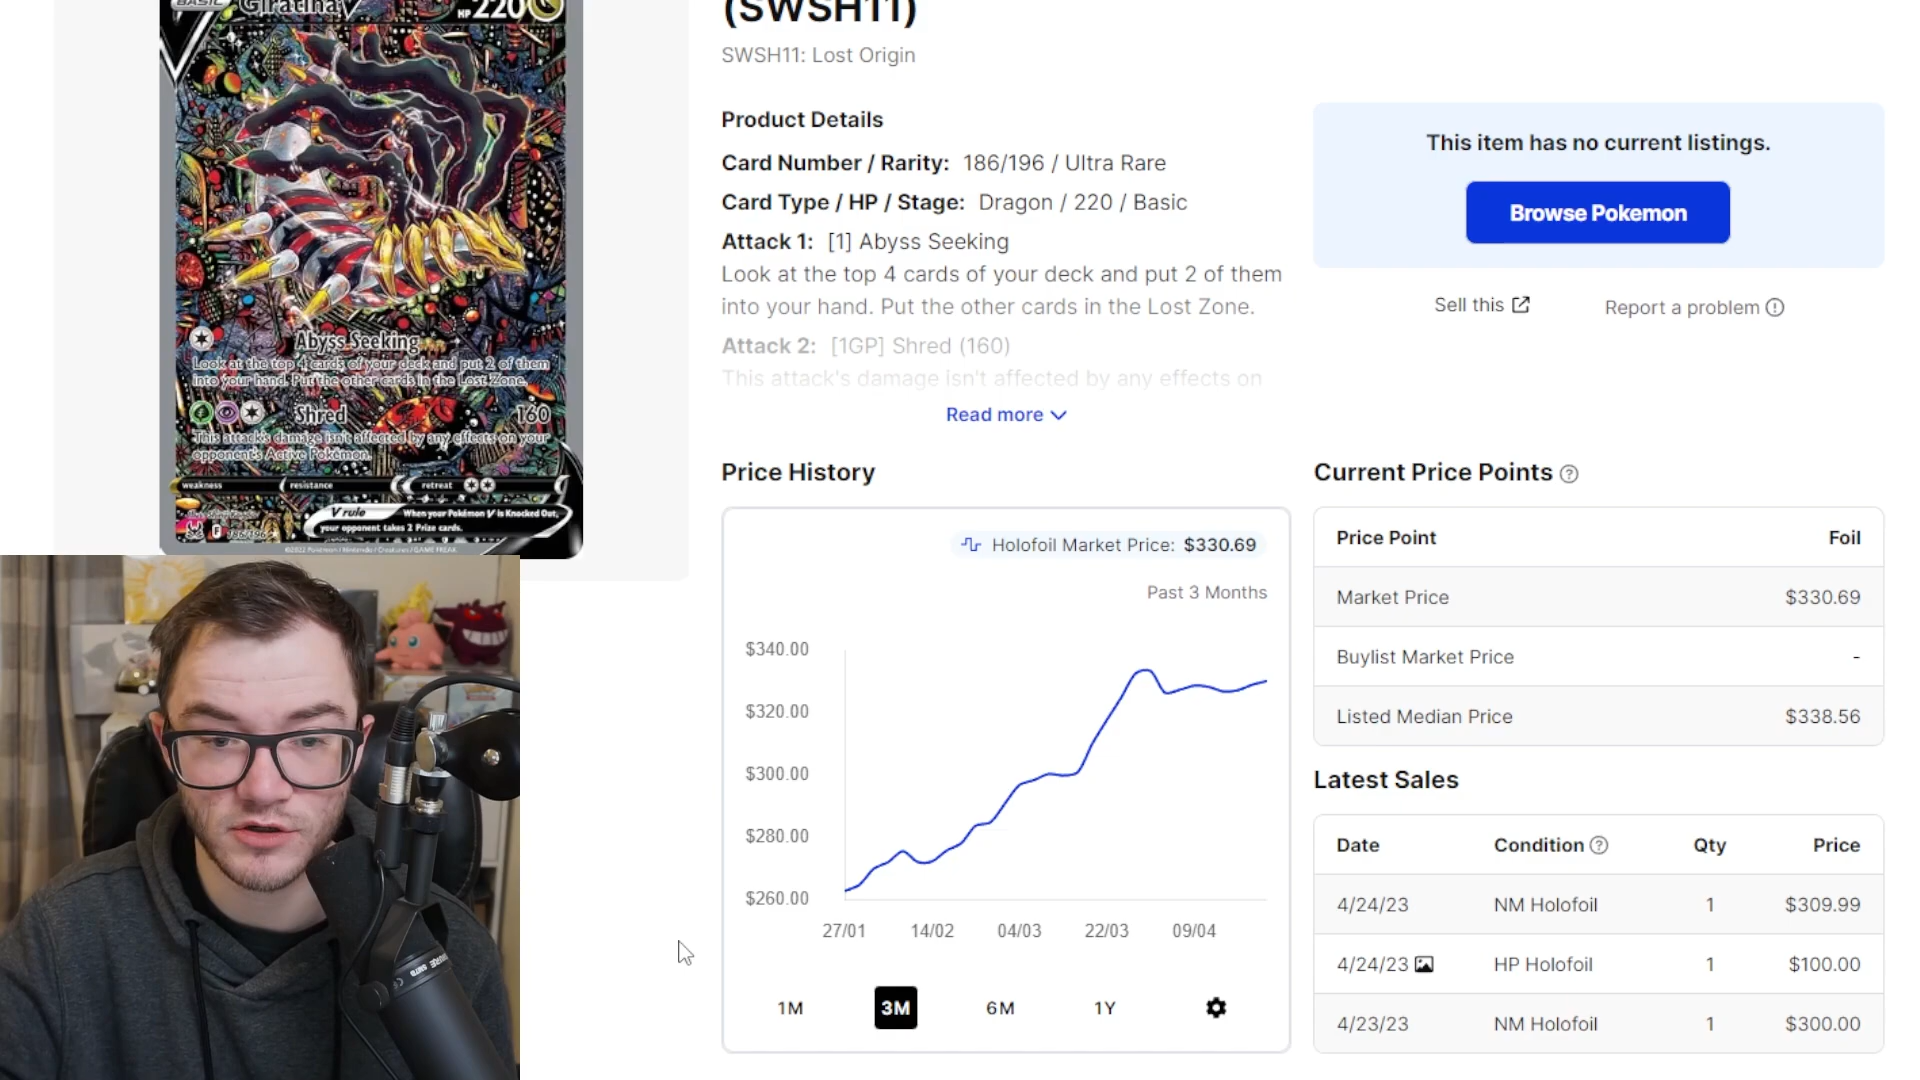 BASIC Giratina V HP 220
Abyss Seeking
Look at the top 4 cards of your deck and put 2 of them
into your hand. Put the other cards in the Lost Zone.
Shred 160
This attack's damage isn't affected by any effects on your
opponent's Active Pokémon.
weakness resistance retreat
V rule When your Pokémon V is Knocked Out,
your opponent takes 2 Prize cards.
F 186/196
©2022 Pokémon / Nintendo / Creatures / GAME FREAK
(SWSH11)
SWSH11: Lost Origin
Product Details
Card Number / Rarity: 186/196 / Ultra Rare
Card Type / HP / Stage: Dragon / 220 / Basic
Attack 1: [1] Abyss Seeking
Look at the top 4 cards of your deck and put 2 of them
into your hand. Put the other cards in the Lost Zone.
Attack 2: [1GP] Shred (160)
This attack's damage isn't affected by any effects on
Read more
This item has no current listings.
Browse Pokemon
Sell this Report a problem
Price History
Holofoil Market Price: $330.69
Past 3 Months
$340.00
$320.00
$300.00
$280.00
$260.00
27/01 14/02 04/03 22/03 09/04
1M 3M 6M 1Y
Current Price Points
Price Point Foil
Market Price $330.69
Buylist Market Price -
Listed Median Price $338.56
Latest Sales
Date Condition Qty Price
4/24/23 NM Holofoil 1 $309.99
4/24/23 HP Holofoil 1 $100.00
4/23/23 NM Holofoil 1 $300.00